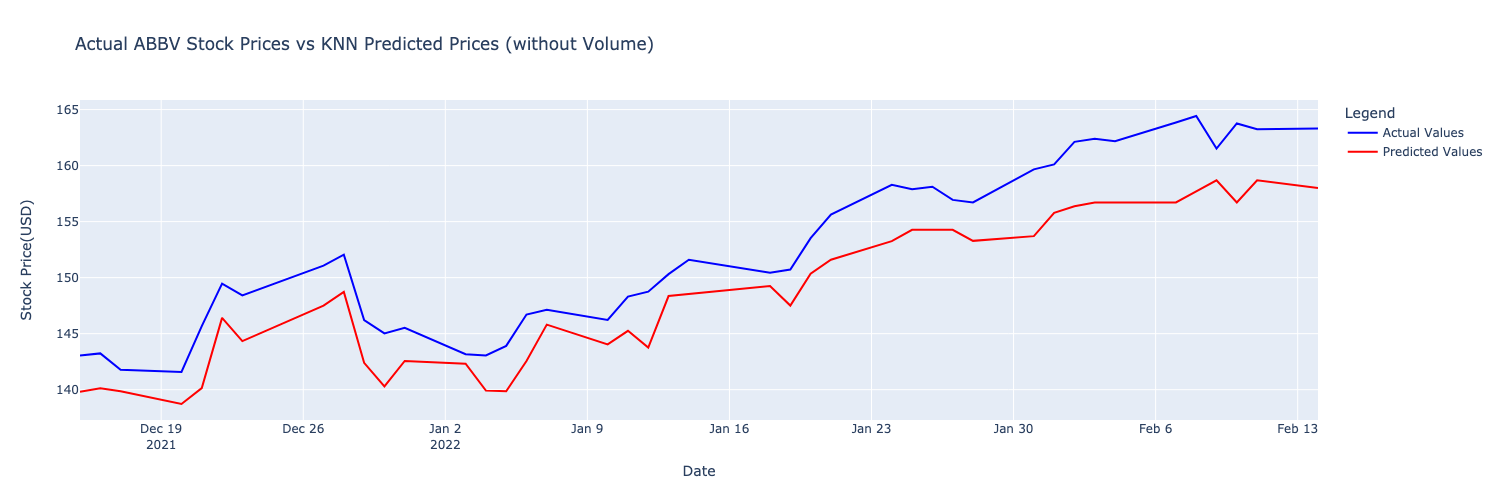 Actual ABBV Stock Prices vs KNN Predicted Prices (without Volume)
Legend
Actual Values
Predicted Values
Stock Price(USD)
165
160
155
150
145
140
Dec 19 Dec 26 Jan 2 Jan 9 Jan 16 Jan 23 Jan 30 Feb 6 Feb 13
2021 2022
Date